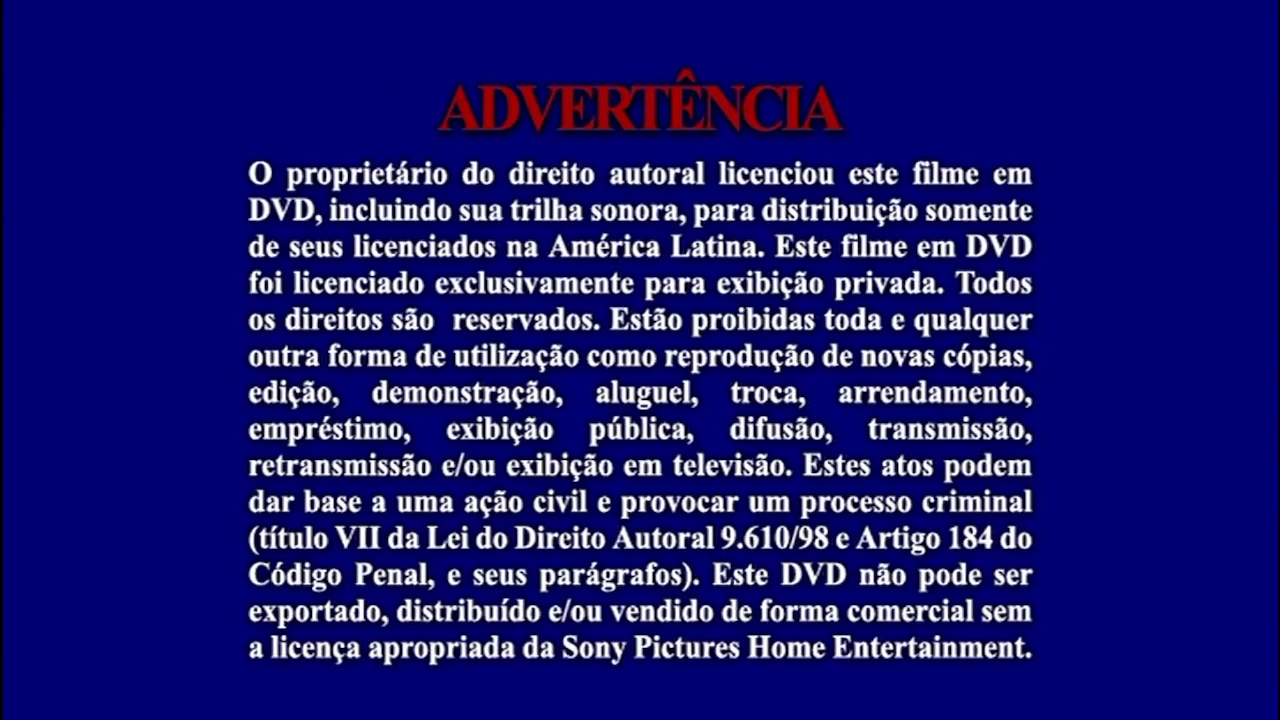 ADVERTÊNCIA
O proprietário do direito autoral licenciou este filme em
DVD, incluindo sua trilha sonora, para distribuição somente
de seus licenciados na América Latina. Este filme em DVD
foi licenciado exclusivamente para exibição privada. Todos
os direitos são reservados. Estão proibidas toda e qualquer
outra forma de utilização como reprodução de novas cópias,
edição, demonstração, aluguel, troca, arrendamento,
empréstimo, exibição pública, difusão, transmissão,
retransmissão e/ou exibição em televisão. Estes atos podem
dar base a uma ação civil e provocar um processo criminal
(título VII da Lei do Direito Autoral 9.610/98 e Artigo 184 do
Código Penal, e seus parágrafos). Este DVD não pode ser
exportado, distribuído e/ou vendido de forma comercial sem
a licença apropriada da Sony Pictures Home Entertainment.